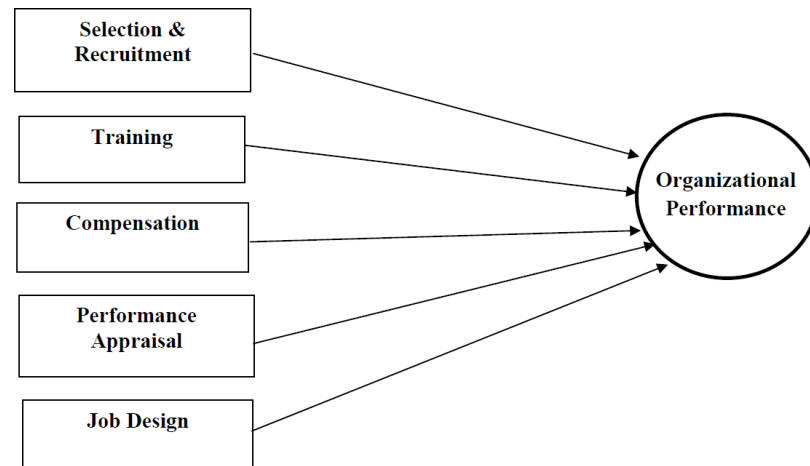 Selection &
Recruitment
Training
Compensation
Performance
Appraisal
Job Design
Organizational
Performance